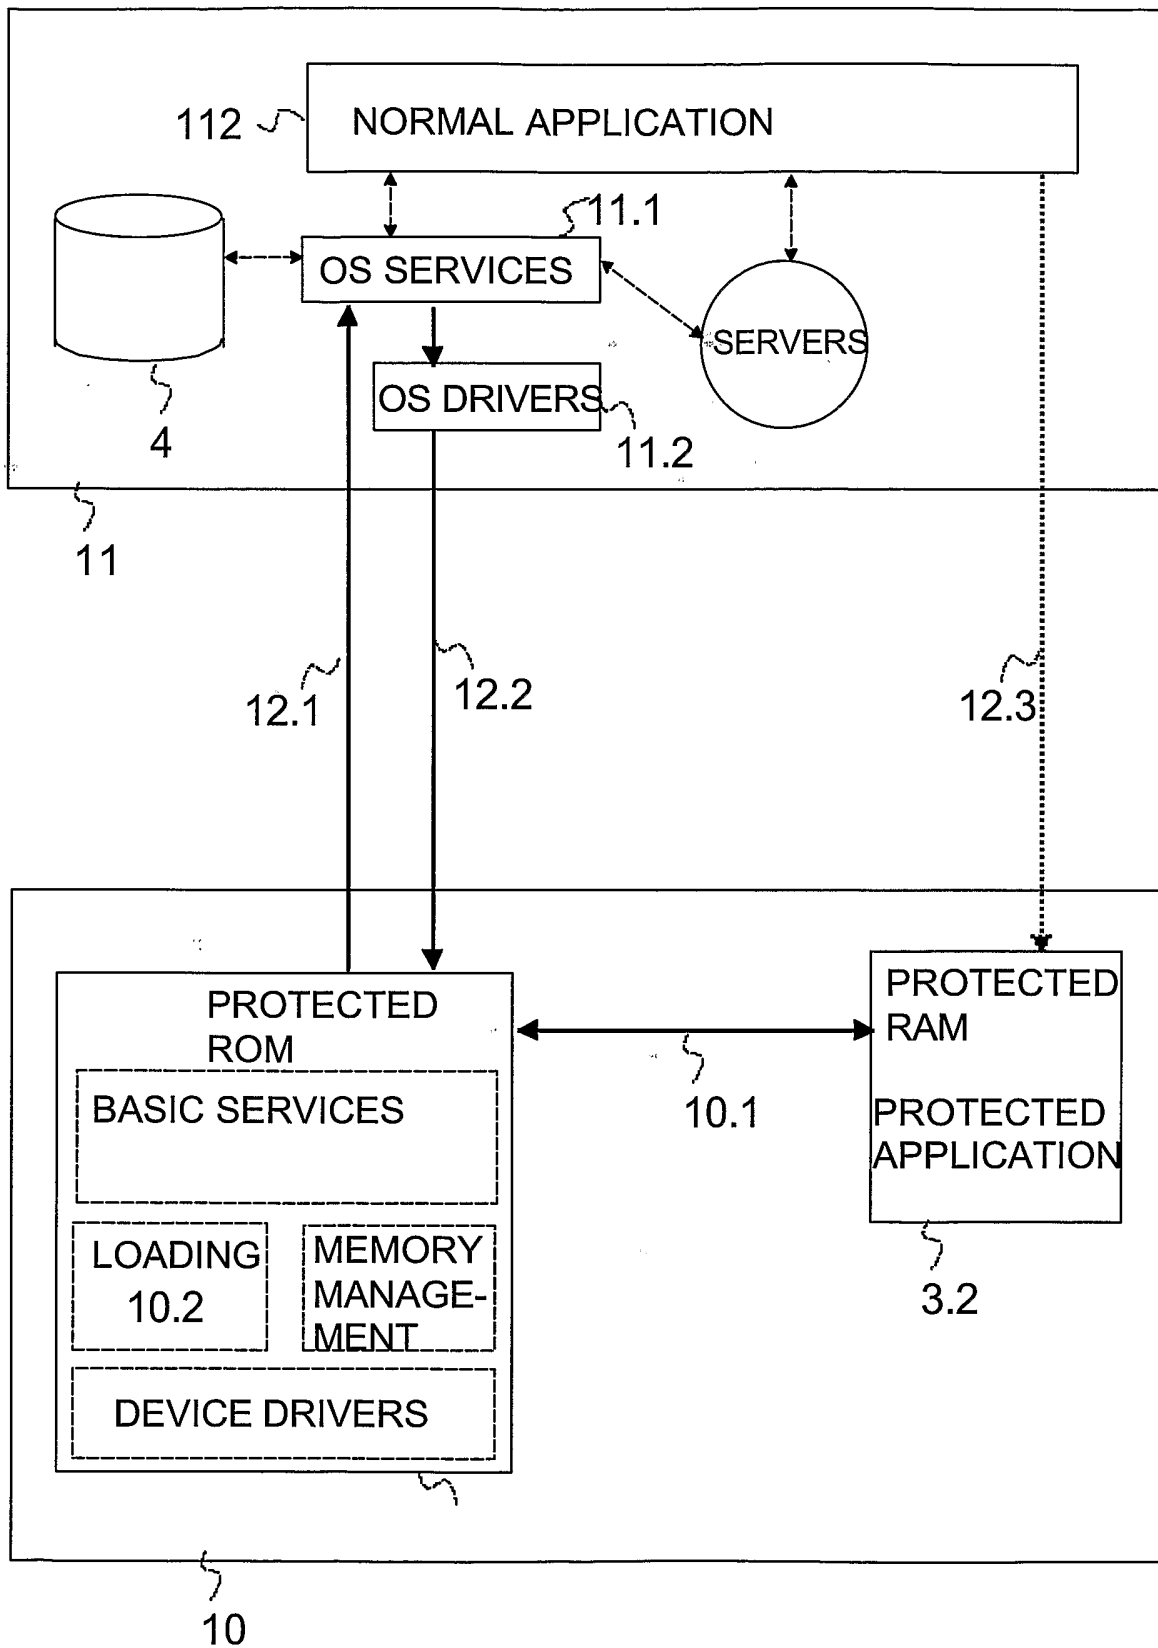 NORMAL APPLICATION
112
11.1
OS SERVICES
SERVERS
OS DRIVERS
4
11.2
11
12.1
12.2
12.3
PROTECTED
ROM
PROTECTED
RAM
BASIC SERVICES
10.1
PROTECTED
APPLICATION
LOADING
10.2
MEMORY
MANAGE-
MENT
3.2
DEVICE DRIVERS
10